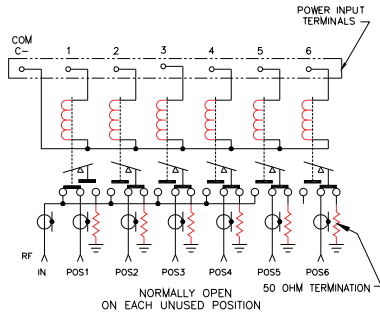 POWER INPUT
TERMINALS
COM
C-
1 2 3 4 5 6
RF
IN POS1 POS2 POS3 POS4 POS5 POS6
50 OHM TERMINATION
NORMALLY OPEN
ON EACH UNUSED POSITION